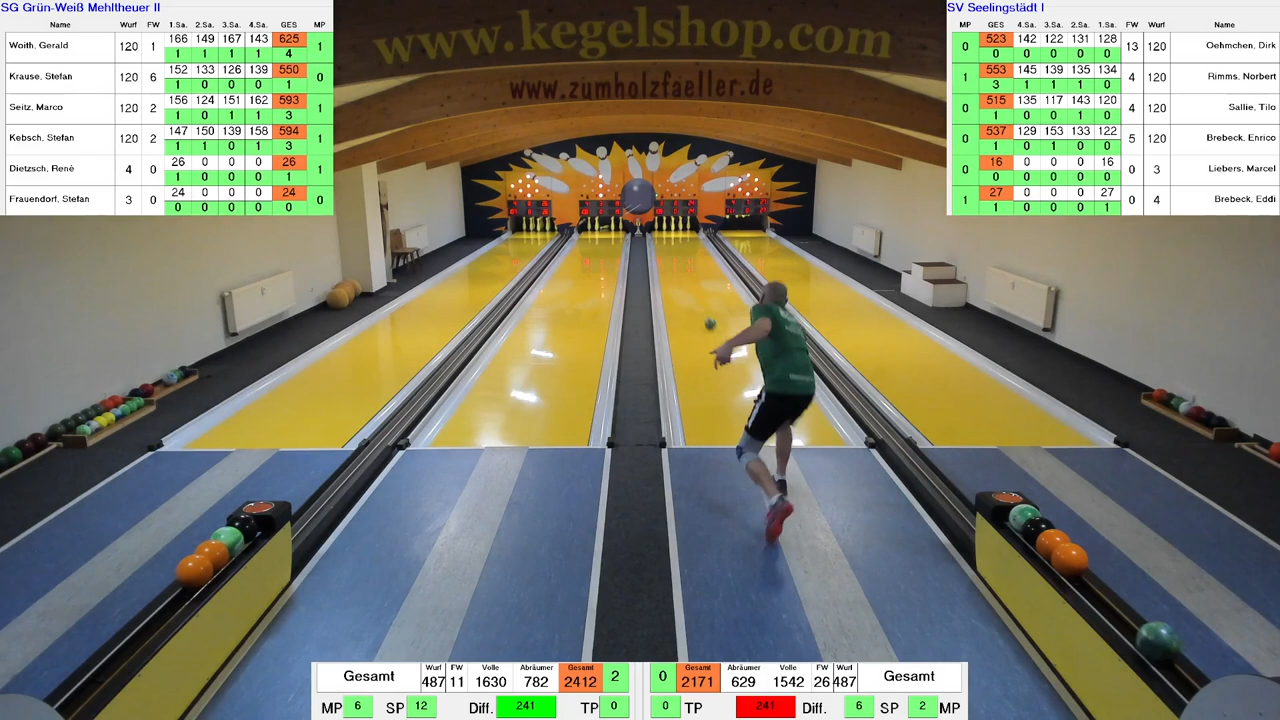 SG Grün-Weiß Mehltheuer II
Name Wurf FW 1.Sa. 2.Sa. 3.Sa. 4.Sa. GES MP
Woith, Gerald 120 1 166 149 167 143 625 1
1 1 1 1 4
Krause, Stefan 120 6 152 133 126 139 550 0
1 0 0 0 1
Seitz, Marco 120 2 156 124 151 162 593 1
1 0 1 1 3
Kebsch, Stefan 120 2 147 150 139 158 594 1
1 0 1 1 3
Dietzsch, Renè 4 0 26 0 0 0 26 1
1 0 0 0 1
Frauendorf, Stefan 3 0 24 0 0 0 24 0
0 0 0 0 0
www.kegelshop.com
www.zumholzfaeller.de
SV Seelingstädt I
MP GES 4.Sa. 3.Sa. 2.Sa. 1.Sa. FW Wurf Name
0 523 142 122 131 128 13 120 Oehmchen, Dirk
0 0 0 0 0
1 553 145 139 135 134 4 120 Rimms, Norbert
3 1 1 1 0
0 515 135 117 143 120 4 120 Sallie, Tilo
1 0 0 1 0
0 537 129 153 133 122 5 120 Brebeck, Enrico
1 0 1 0 0
0 16 0 0 0 16 0 3 Liebers, Marcel
0 0 0 0 0
1 27 0 0 0 27 0 4 Brebeck, Eddi
1 0 0 0 1
Gesamt Wurf FW Volle Abräumer Gesamt
487 11 1630 782 2412 2
MP 6 SP 12 Diff. 241 TP 0
Gesamt Abräumer Volle FW Wurf Gesamt
0 2171 629 1542 26 487
0 TP 241 Diff. 6 SP 2 MP